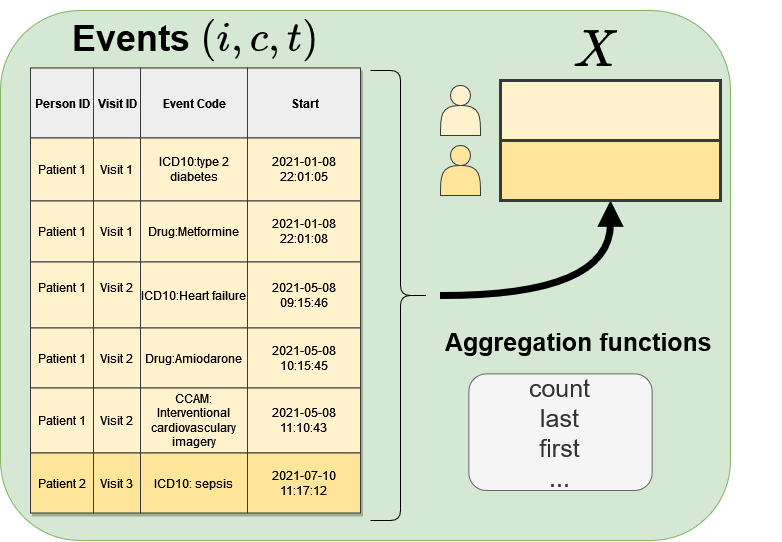 Events (i, c, t)
X
Person ID Visit ID Event Code Start
Patient 1 Visit 1 ICD10:type 2
diabetes 2021-01-08
22:01:05
Patient 1 Visit 1 Drug:Metformine 2021-01-08
22:01:08
Patient 1 Visit 2 ICD10:Heart failure 2021-05-08
09:15:46
Patient 1 Visit 2 Drug:Amiodarone 2021-05-08
10:15:45
Patient 1 Visit 2 CCAM:
Interventional
cardiovasculary
imagery 2021-05-08
11:10:43
Patient 2 Visit 3 ICD10: sepsis 2021-07-10
11:17:12
Aggregation functions
count
last
first
...